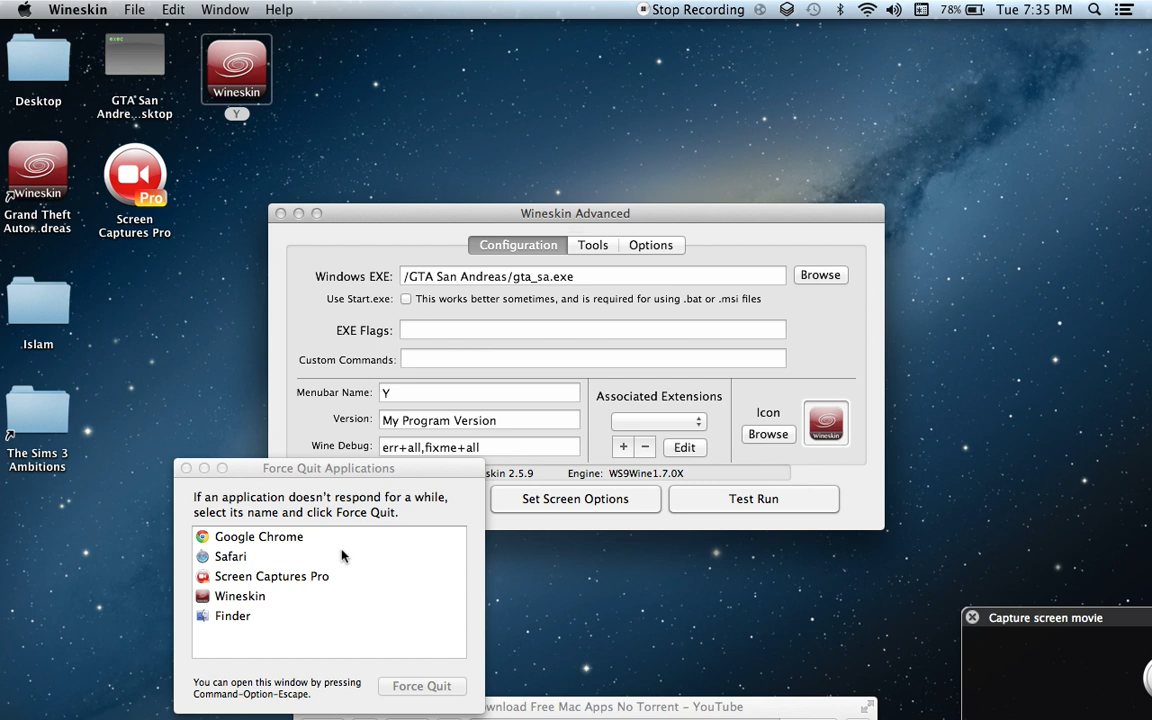 Wineskin File Edit Window Help Stop Recording 78% Tue 7:35 PM
exec
Wineskin
Desktop
GTA San
Andre...sktop
Y
Wineskin
Pro
Grand Theft
Auto...dreas
Screen
Captures Pro
Islam
The Sims 3
Ambitions
Wineskin Advanced
Configuration Tools Options
Windows EXE: /GTA San Andreas/gta_sa.exe Browse
Use Start.exe: This works better sometimes, and is required for using .bat or .msi files
EXE Flags:
Custom Commands:
Menubar Name: Y
Version: My Program Version
Wine Debug: err+all,fixme+all
Associated Extensions
+ − Edit
Icon
Browse
Wineskin
skin 2.5.9 Engine: WS9Wine1.7.0X
Set Screen Options Test Run
Force Quit Applications
If an application doesn't respond for a while,
select its name and click Force Quit.
Google Chrome
Safari
Screen Captures Pro
Wineskin
Finder
You can open this window by pressing
Command-Option-Escape.
Force Quit
Capture screen movie
ownload Free Mac Apps No Torrent – YouTube